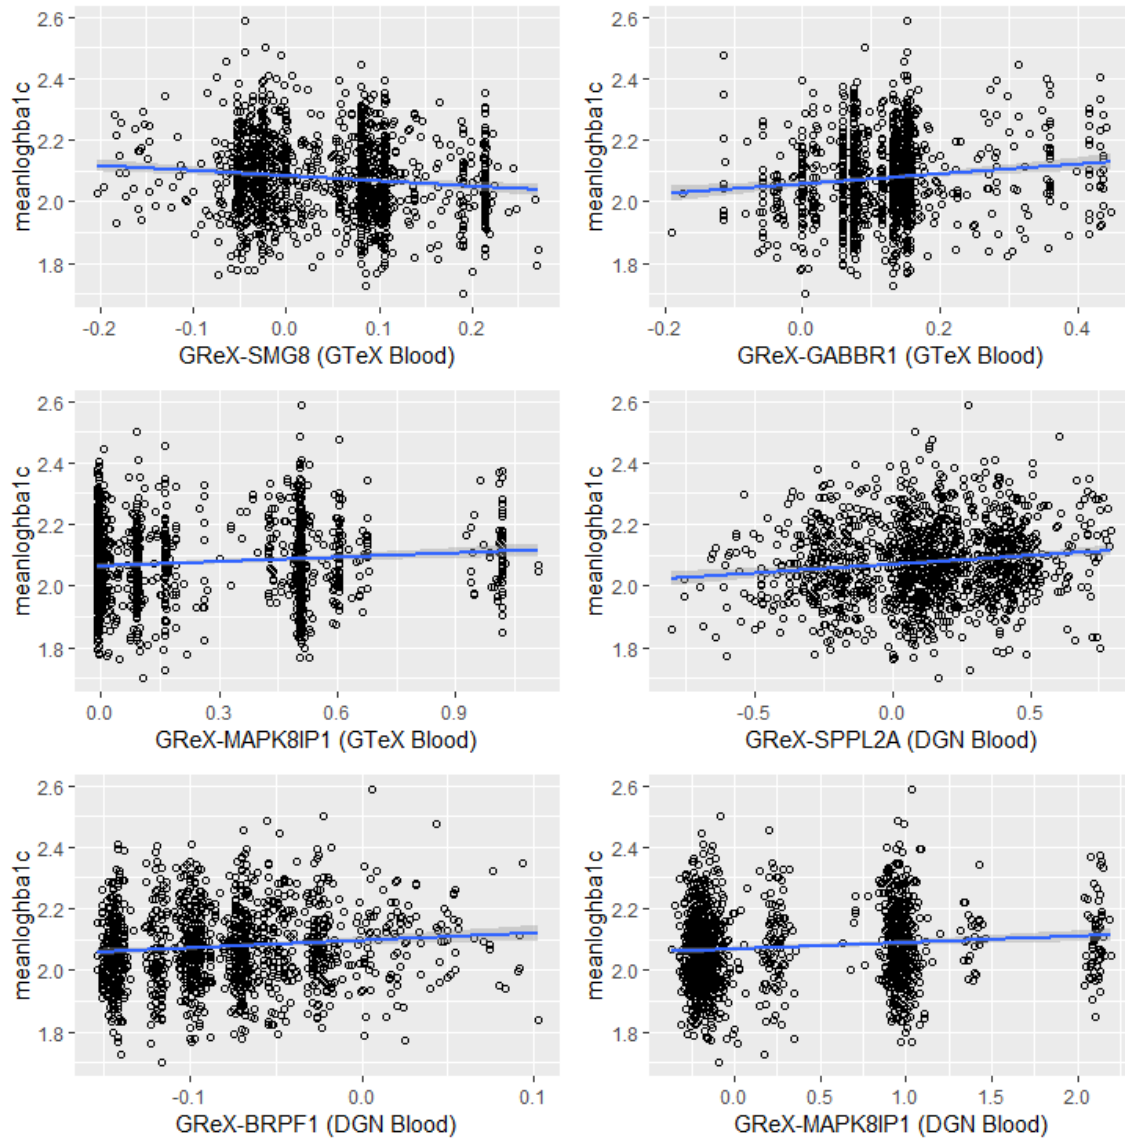 2.6
2.4
2.2
2.0
1.8
meanloghba1c
-0.2 -0.1 0.0 0.1 0.2
GReX-SMG8 (GTeX Blood)
2.6
2.4
2.2
2.0
1.8
meanloghba1c
-0.2 0.0 0.2 0.4
GReX-GABBR1 (GTeX Blood)
2.6
2.4
2.2
2.0
1.8
meanloghba1c
0.0 0.3 0.6 0.9
GReX-MAPK8IP1 (GTeX Blood)
2.6
2.4
2.2
2.0
1.8
meanloghba1c
-0.5 0.0 0.5
GReX-SPPL2A (DGN Blood)
2.6
2.4
2.2
2.0
1.8
meanloghba1c
-0.1 0.0 0.1
GReX-BRPF1 (DGN Blood)
2.6
2.4
2.2
2.0
1.8
meanloghba1c
0.0 0.5 1.0 1.5 2.0
GReX-MAPK8IP1 (DGN Blood)